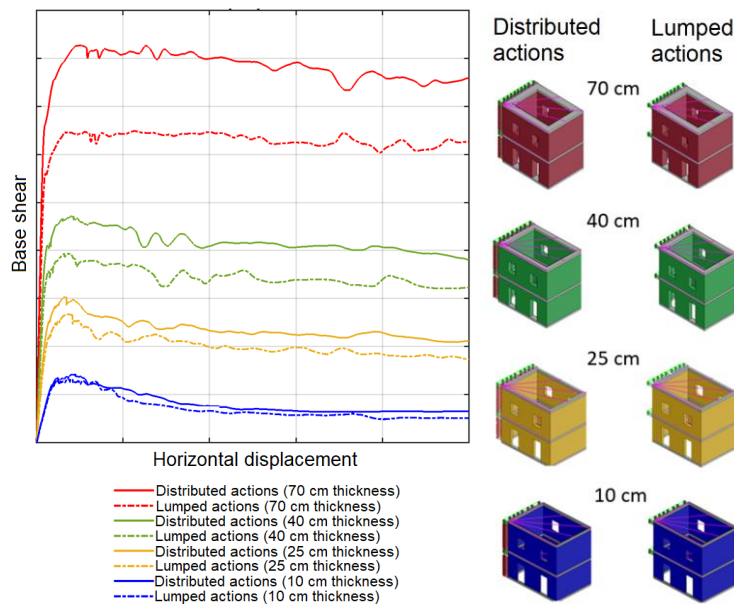 Base shear
Horizontal displacement
Distributed actions (70 cm thickness)
Lumped actions (70 cm thickness)
Distributed actions (40 cm thickness)
Lumped actions (40 cm thickness)
Distributed actions (25 cm thickness)
Lumped actions (25 cm thickness)
Distributed actions (10 cm thickness)
Lumped actions (10 cm thickness)
Distributed
actions
Lumped
actions
70 cm
40 cm
25 cm
10 cm